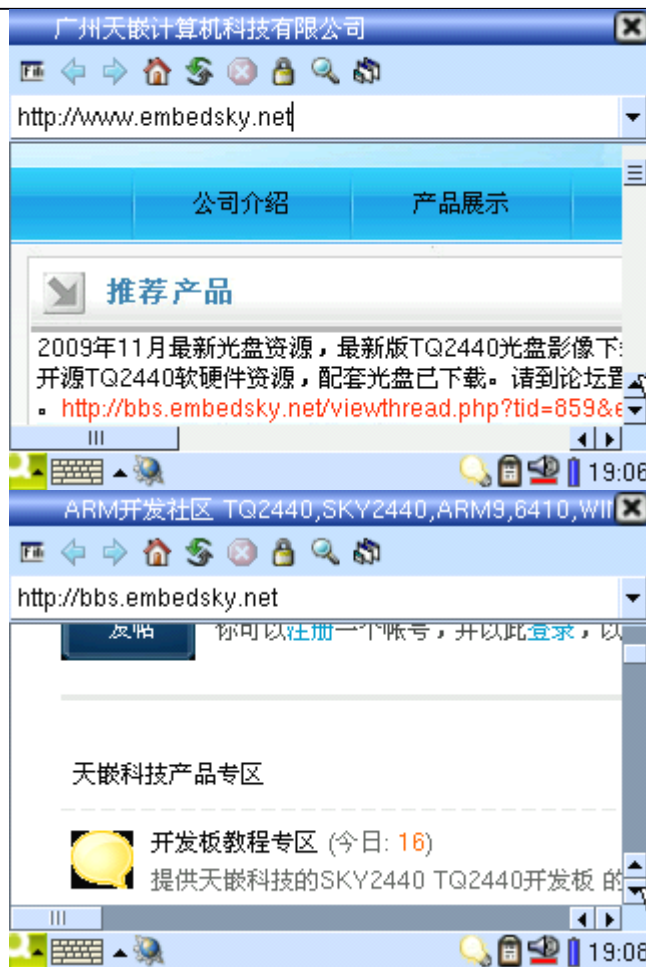 广州天嵌计算机科技有限公司
http://www.embedsky.net
公司介绍 产品展示
推荐产品
2009年11月最新光盘资源，最新版TQ2440光盘影像下
开源TQ2440软硬件资源，配套光盘已下载。请到论坛置
。http://bbs.embedsky.net/viewthread.php?tid=859&e
19:06
ARM开发社区 TQ2440,SKY2440,ARM9,6410,WIN
http://bbs.embedsky.net
发帖 你可以注册一个帐号，并以此登录，以
天嵌科技产品专区
开发板教程专区 (今日: 16)
提供天嵌科技的SKY2440 TQ2440开发板 的
19:08